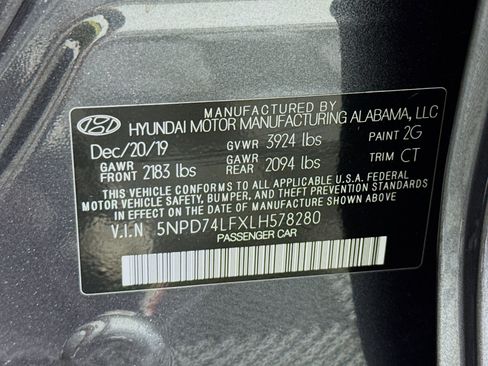 MANUFACTURED BY
HYUNDAI MOTOR MANUFACTURING ALABAMA, LLC
Dec/20/19 GVWR 3924 lbs PAINT 2G
GAWR FRONT 2183 lbs GAWR REAR 2094 lbs TRIM CT
THIS VEHICLE CONFORMS TO ALL APPLICABLE U.S.A. FEDERAL
MOTOR VEHICLE SAFETY, BUMPER, AND THEFT PREVENTION STANDARDS
IN EFFECT ON THE DATE OF MANUFACTURE SHOWN ABOVE.
V.I.N 5NPD74LFXLH578280
PASSENGER CAR